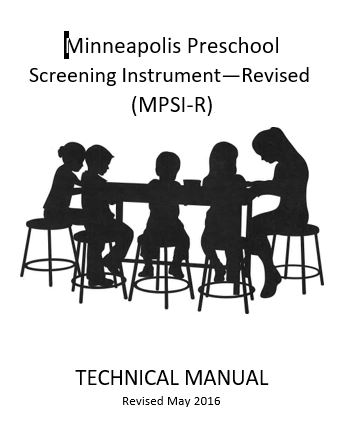 Minneapolis Preschool
Screening Instrument—Revised
(MPSI-R)
TECHNICAL MANUAL
Revised May 2016